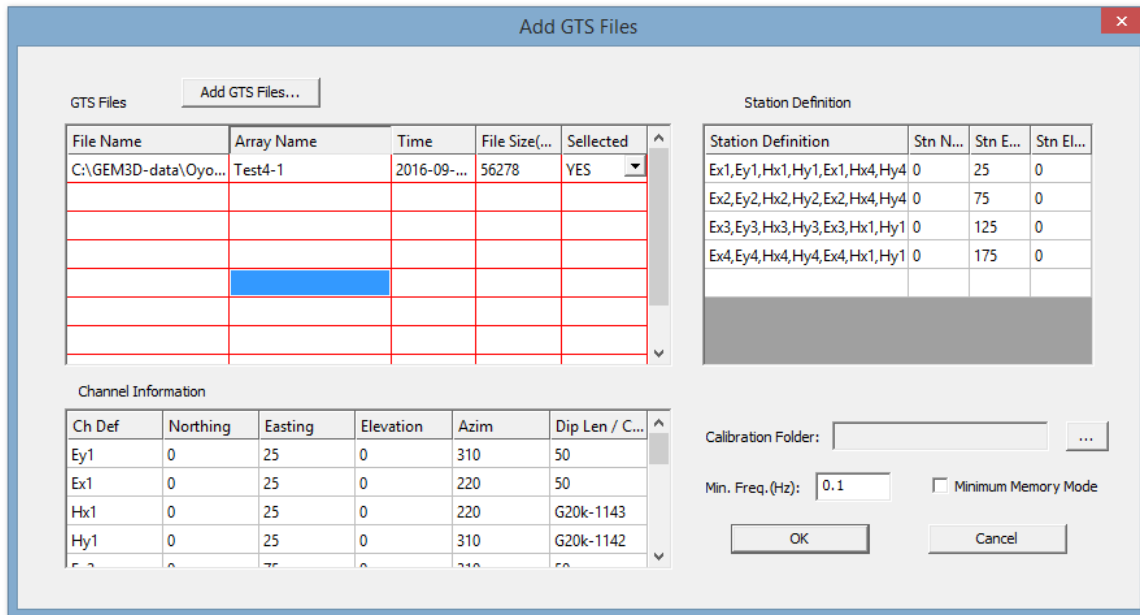 Add GTS Files
GTS Files
Add GTS Files...
File Name Array Name Time File Size(... Sellected
C:\GEM3D-data\Oyo... Test4-1 2016-09-... 56278 YES
Station Definition
Station Definition Stn N... Stn E... Stn El...
Ex1,Ey1,Hx1,Hy1,Ex1,Hx4,Hy4 0 25 0
Ex2,Ey2,Hx2,Hy2,Ex2,Hx4,Hy4 0 75 0
Ex3,Ey3,Hx3,Hy3,Ex3,Hx1,Hy1 0 125 0
Ex4,Ey4,Hx4,Hy4,Ex4,Hx1,Hy1 0 175 0
Channel Information
Ch Def Northing Easting Elevation Azim Dip Len / C...
Ey1 0 25 0 310 50
Ex1 0 25 0 220 50
Hx1 0 25 0 220 G20k-1143
Hy1 0 25 0 310 G20k-1142
Calibration Folder: ...
Min. Freq.(Hz): 0.1 Minimum Memory Mode
OK Cancel